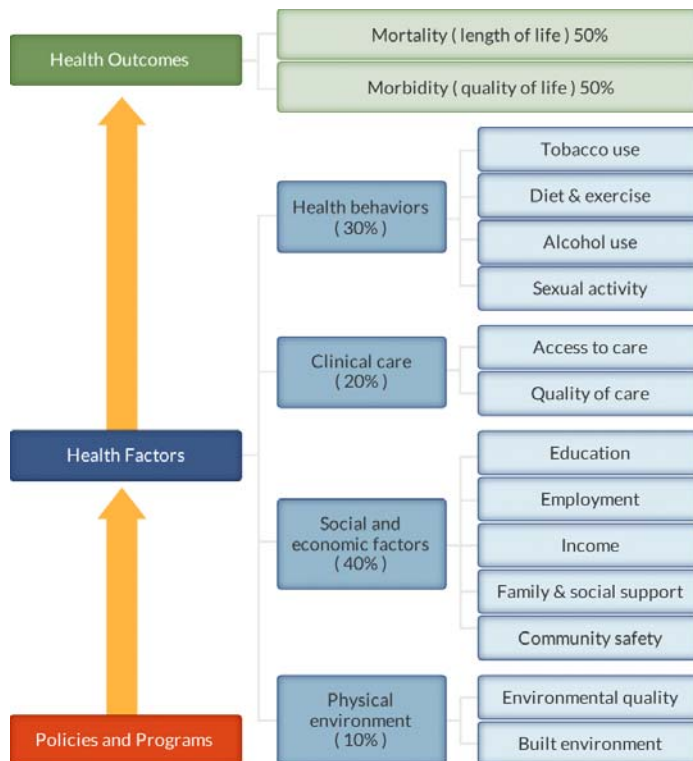 Health Outcomes
Mortality ( length of life ) 50%
Morbidity ( quality of life ) 50%
Health Factors
Health behaviors
( 30% )
Tobacco use
Diet & exercise
Alcohol use
Sexual activity
Clinical care
( 20% )
Access to care
Quality of care
Social and
economic factors
( 40% )
Education
Employment
Income
Family & social support
Community safety
Physical
environment
( 10% )
Environmental quality
Built environment
Policies and Programs